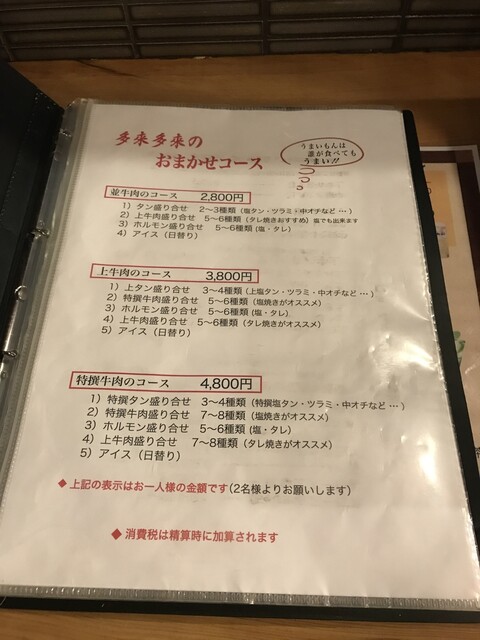 多来多来の
おまかせコース
うまいもんは
誰が食べても
うまい!!
並牛肉のコース 2,800円
1）タン盛り合せ 2〜3種類（塩タン・ツラミ・中オチなど…）
2）上牛肉盛り合せ 5〜6種類（タレ焼きおすすめ）塩でも出来ます
3）ホルモン盛り合せ 5〜6種類（塩・タレ）
4）アイス（日替り）
上牛肉のコース 3,800円
1）上タン盛り合せ 3〜4種類（上塩タン・ツラミ・中オチなど…）
2）特撰牛肉盛り合せ 5〜6種類（塩焼きがオススメ）
3）ホルモン盛り合せ 5〜6種類（塩・タレ）
4）上牛肉盛り合せ 5〜6種類（タレ焼きがオススメ）
5）アイス（日替り）
特撰牛肉のコース 4,800円
1）特撰タン盛り合せ 3〜4種類（特撰塩タン・ツラミ・中オチなど…）
2）特撰牛肉盛り合せ 7〜8種類（塩焼きがオススメ）
3）ホルモン盛り合せ 5〜6種類（塩・タレ）
4）上牛肉盛り合せ 7〜8種類（タレ焼きがオススメ）
5）アイス（日替り）
◆上記の表示はお一人様の金額です（2名様よりお願いします）
◆消費税は精算時に加算されます